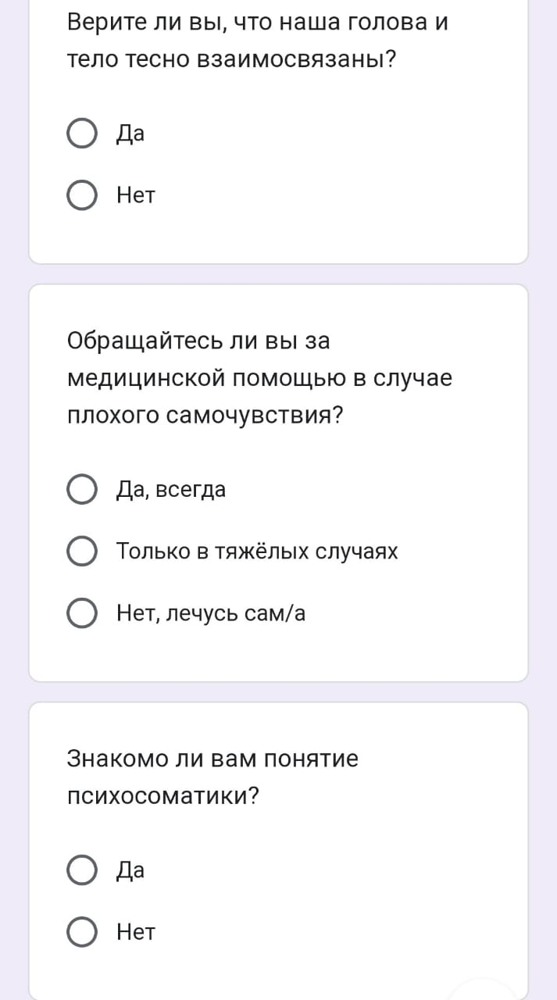 Верите ли вы, что наша голова и
тело тесно взаимосвязаны?
Да
Нет
Обращайтесь ли вы за
медицинской помощью в случае
плохого самочувствия?
Да, всегда
Только в тяжёлых случаях
Нет, лечусь сам/а
Знакомо ли вам понятие
психосоматики?
Да
Нет